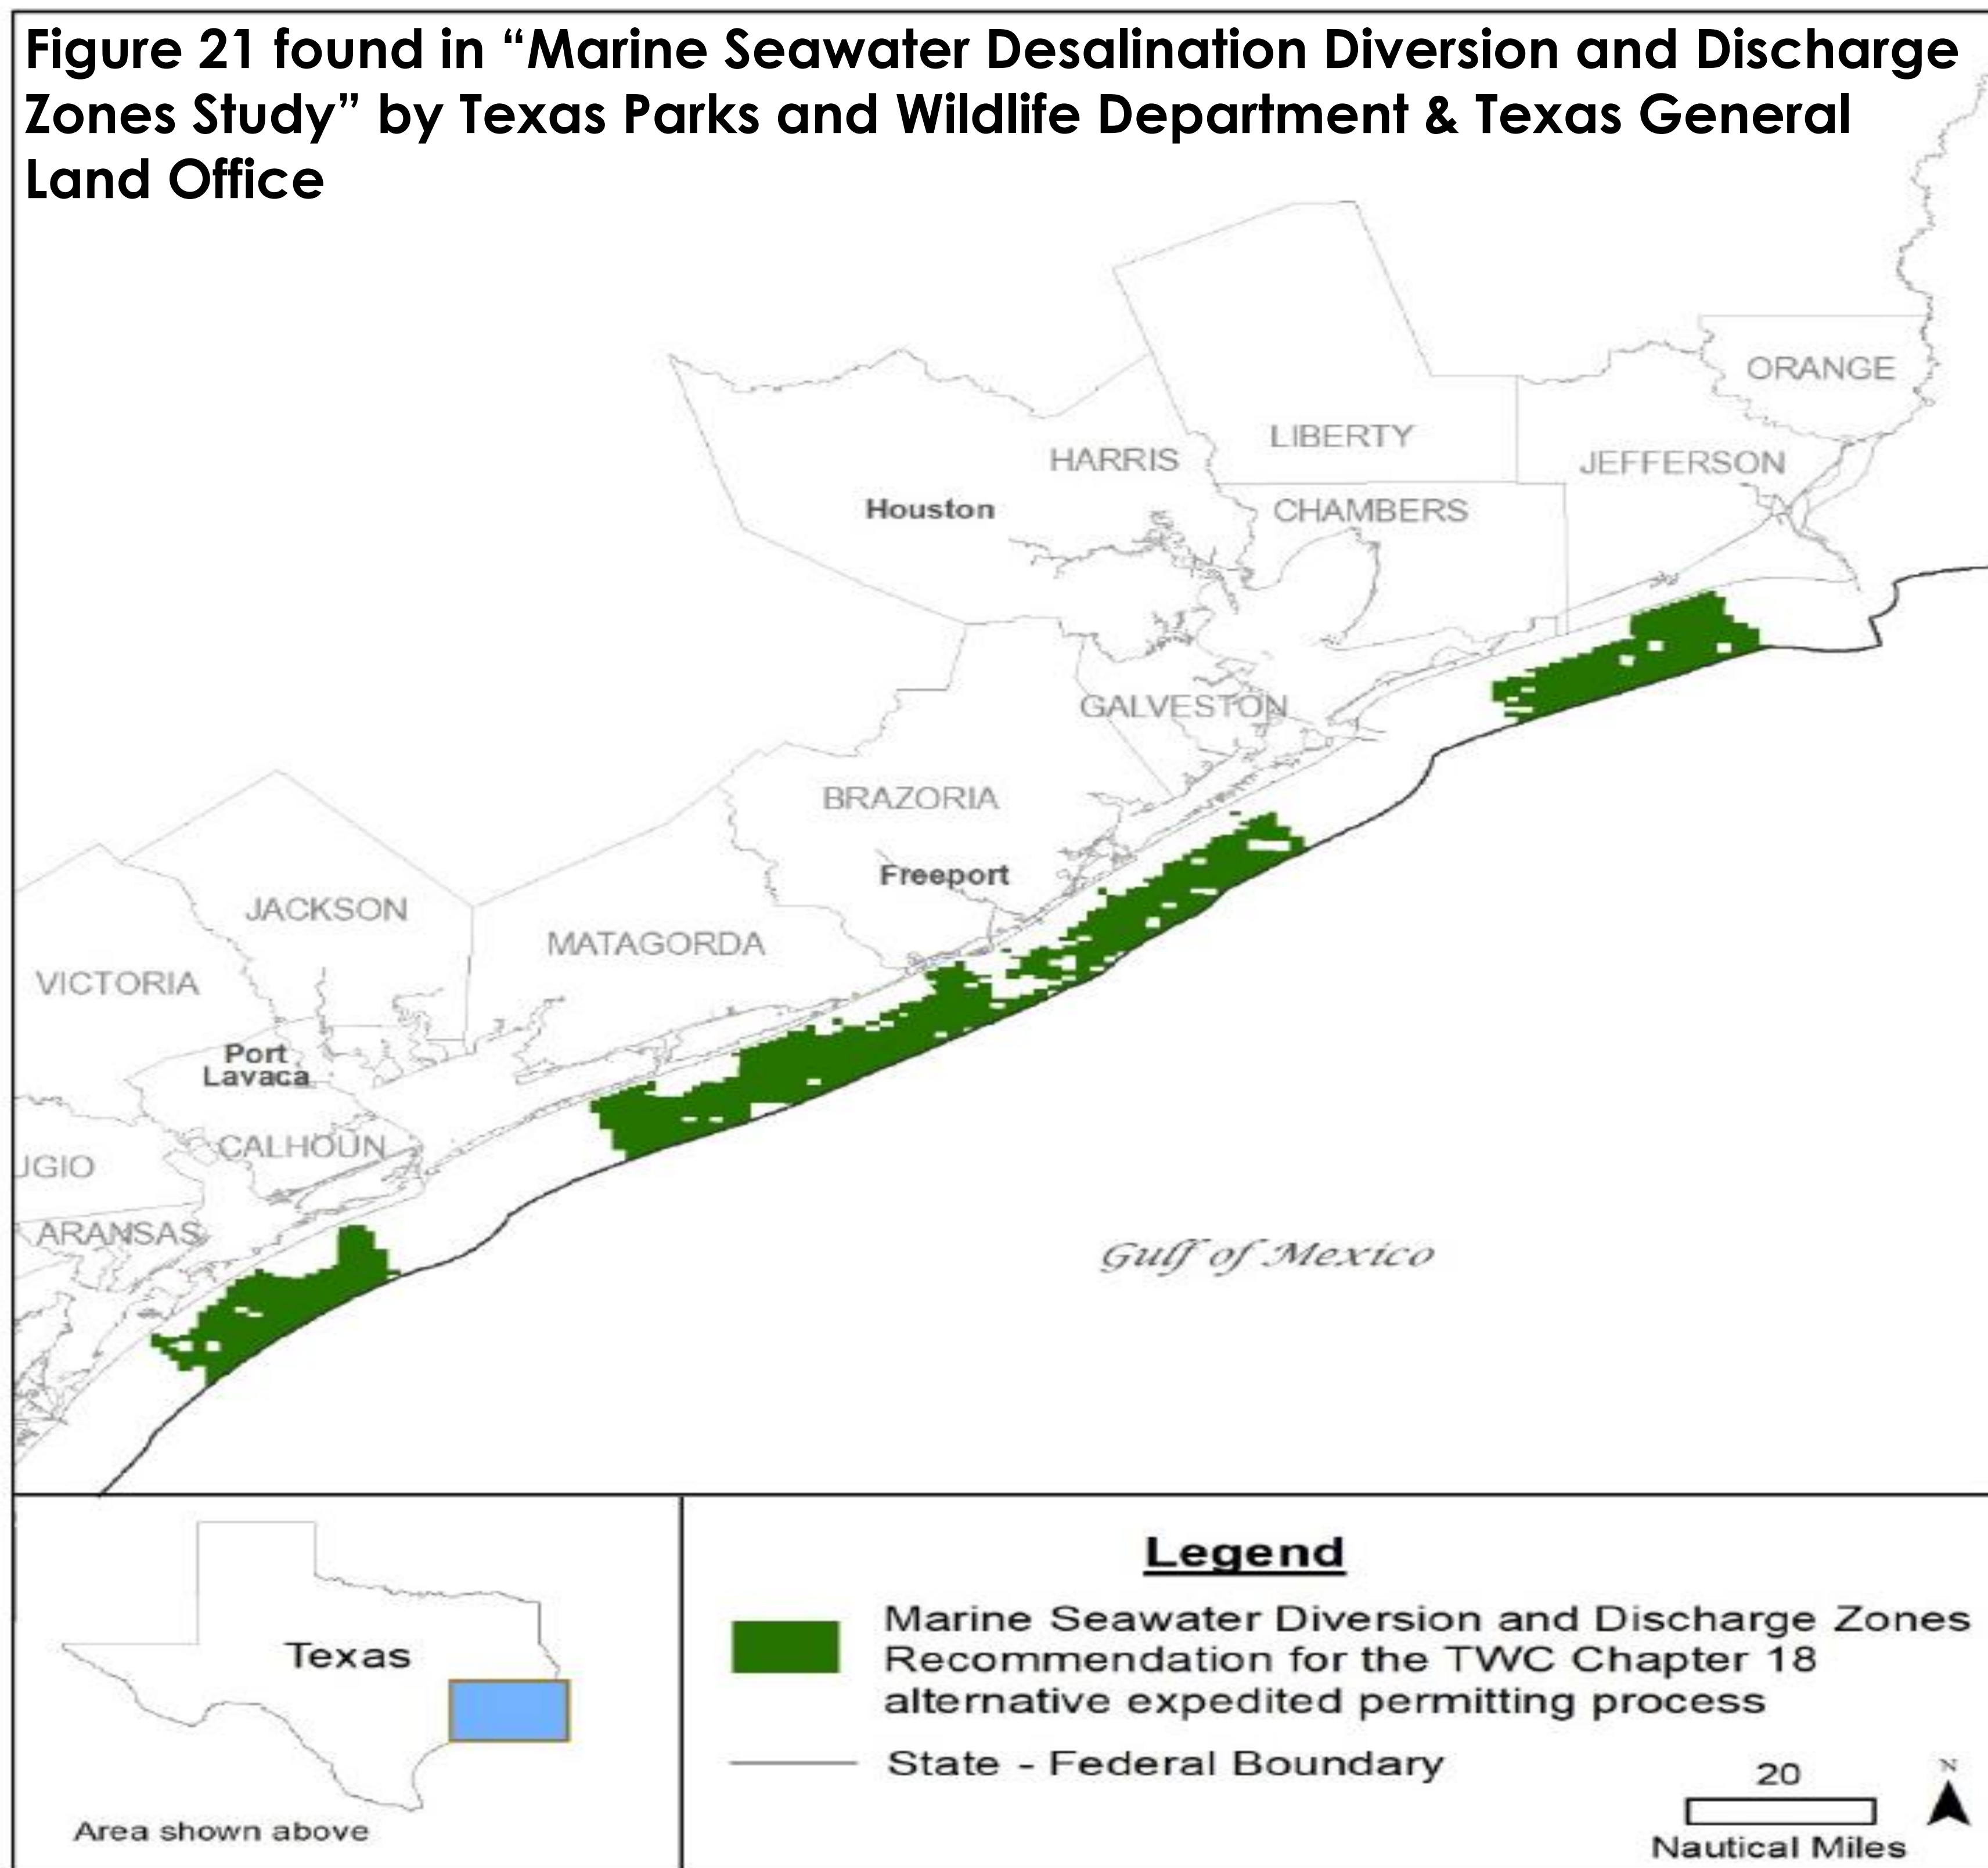 Figure 21 found in “Marine Seawater Desalination Diversion and Discharge
Zones Study” by Texas Parks and Wildlife Department & Texas General
Land Office
ORANGE
LIBERTY
HARRIS
JEFFERSON
Houston
CHAMBERS
GALVESTON
BRAZORIA
Freeport
JACKSON
MATAGORDA
VICTORIA
Port
Lavaca
CALHOUN
UGIO
ARANSAS
Gulf of Mexico
Texas
Area shown above
Legend
Marine Seawater Diversion and Discharge Zones
Recommendation for the TWC Chapter 18
alternative expedited permitting process
State - Federal Boundary
20
Nautical Miles
N